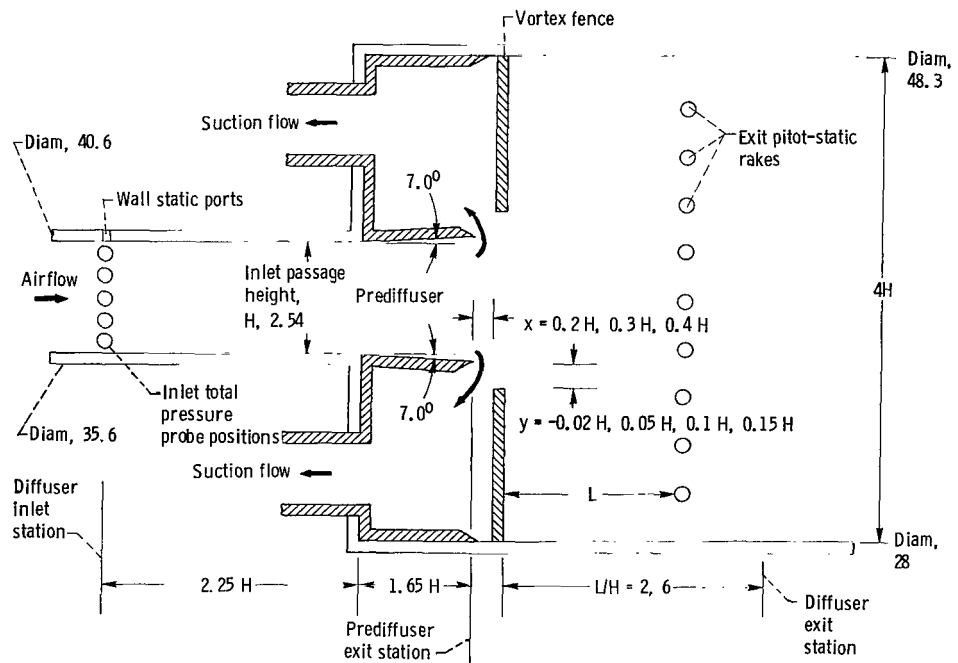 Vortex fence
Diam,
48.3
Suction flow
Exit pitot-static
rakes
Diam, 40.6
7.0⁰
Wall static ports
Airflow
Inlet passage
height,
H, 2.54
Prediffuser
4H
x = 0.2 H, 0.3 H, 0.4 H
Inlet total
pressure
probe positions
7.0⁰
y = -0.02 H, 0.05 H, 0.1 H, 0.15 H
Diam, 35.6
Suction flow
L
Diffuser
inlet
station
Diam,
28
2.25 H
1.65 H
L/H = 2, 6
Prediffuser
exit station
Diffuser
exit
station